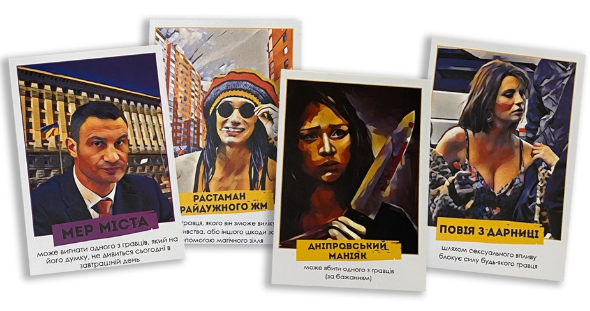 МЕР МІСТА
може вигнати одного з гравців, який на
його думку, не дивиться сьогодні в
завтрашній день
РАСТАМАН
РАЙДУЖНОГО ЖМ
гравця, якого він зможе виліку
вбивства, або іншого шкоди за
помогою магічного зілля
ДНІПРОВСЬКИЙ
МАНІЯК
може вбити одного з гравців
(за бажанням)
ПОВІЯ З ДАРНИЦІ
шляхом сексуального впливу
блокує силу будь-якого гравця